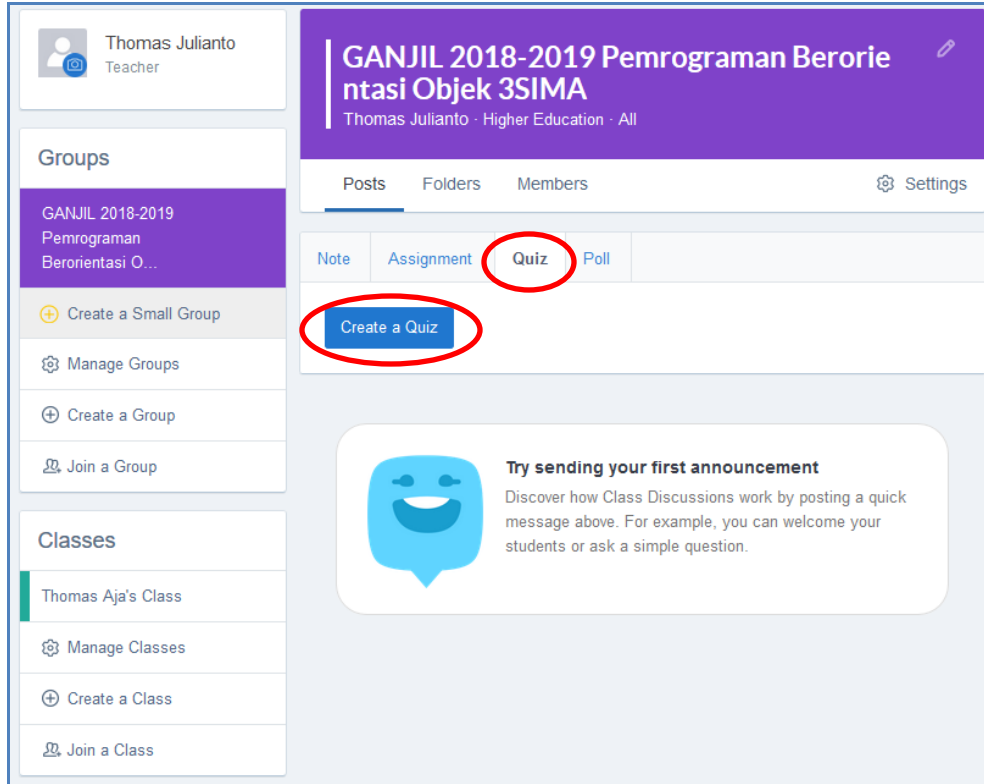 Thomas Julianto
Teacher
Groups
GANJIL 2018-2019
Pemrograman
Berorientasi O...
Create a Small Group
Manage Groups
Create a Group
Join a Group
Classes
Thomas Aja's Class
Manage Classes
Create a Class
Join a Class
GANJIL 2018-2019 Pemrograman Berorie
ntasi Objek 3SIMA
Thomas Julianto · Higher Education · All
Posts Folders Members Settings
Note Assignment Quiz Poll
Create a Quiz
Try sending your first announcement
Discover how Class Discussions work by posting a quick
message above. For example, you can welcome your
students or ask a simple question.